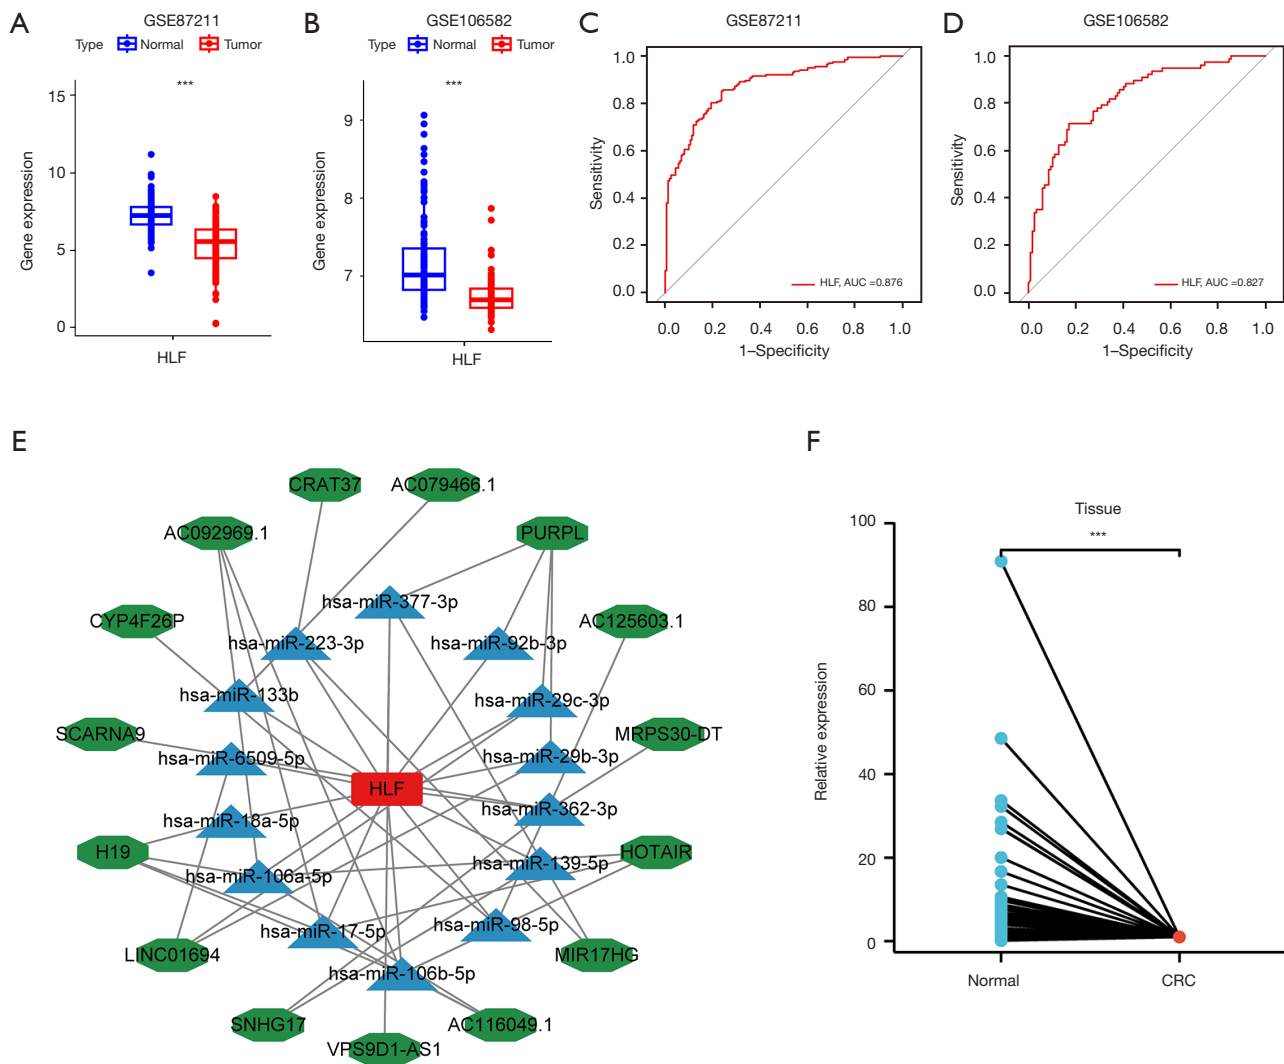 A
GSE87211
Type Normal Tumor
***
15
10
5
0
Gene expression
HLF
B
GSE106582
Type Normal Tumor
***
9
8
7
Gene expression
HLF
C
GSE87211
1.0
0.8
0.6
0.4
0.2
0.0
Sensitivity
HLF, AUC =0.876
0.0 0.2 0.4 0.6 0.8 1.0
1–Specificity
D
GSE106582
1.0
0.8
0.6
0.4
0.2
0.0
Sensitivity
HLF, AUC =0.827
0.0 0.2 0.4 0.6 0.8 1.0
1–Specificity
E
CRAT37
AC079466.1
AC092969.1
PURPL
hsa-miR-377-3p
CYP4F26P
AC125603.1
hsa-miR-223-3p
hsa-miR-92b-3p
hsa-miR-133b
hsa-miR-29c-3p
SCARNA9
MRPS30-DT
hsa-miR-6509-5p
hsa-miR-29b-3p
HLF
hsa-miR-362-3p
hsa-miR-18a-5p
H19
HOTAIR
hsa-miR-139-5p
hsa-miR-106a-5p
hsa-miR-98-5p
hsa-miR-17-5p
LINC01694
MIR17HG
hsa-miR-106b-5p
SNHG17
AC116049.1
VPS9D1-AS1
F
Tissue
***
100
80
60
40
20
0
Relative expression
Normal CRC